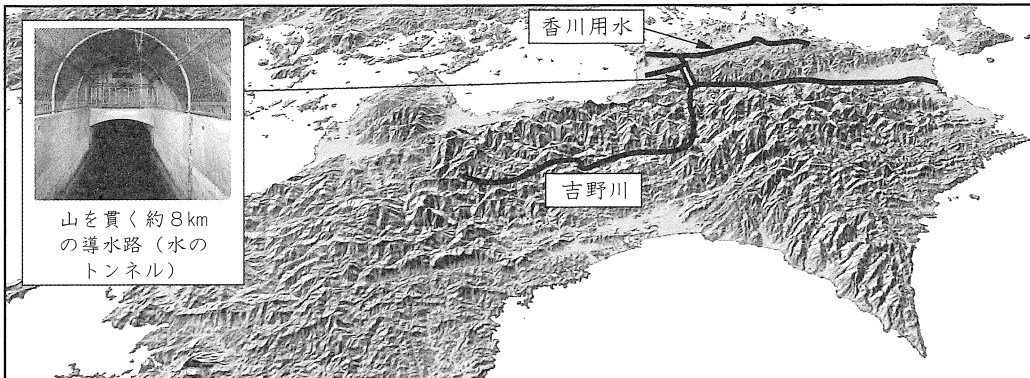 香川用水
吉野川
山を貫く約８km
の導水路（水の
トンネル）